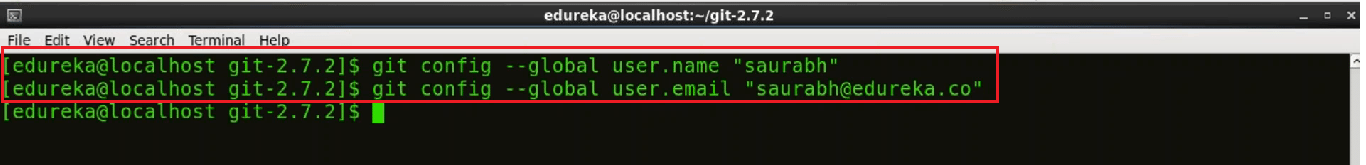 edureka@localhost:~/git-2.7.2
File Edit View Search Terminal Help
[edureka@localhost git-2.7.2]$ git config --global user.name "saurabh"
[edureka@localhost git-2.7.2]$ git config --global user.email "saurabh@edureka.co"
[edureka@localhost git-2.7.2]$